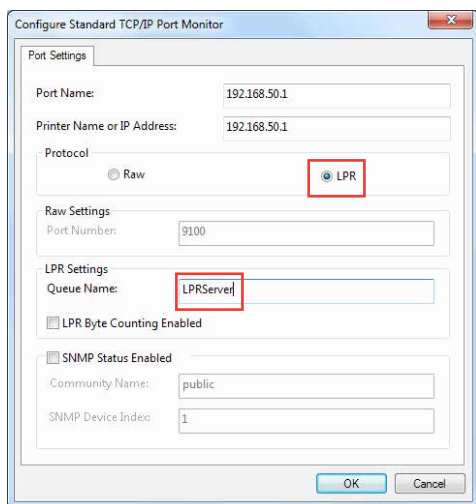 Configure Standard TCP/IP Port Monitor
Port Settings
Port Name: 192.168.50.1
Printer Name or IP Address: 192.168.50.1
Protocol
Raw LPR
Raw Settings
Port Number: 9100
LPR Settings
Queue Name: LPRServer
LPR Byte Counting Enabled
SNMP Status Enabled
Community Name: public
SNMP Device Index: 1
OK Cancel